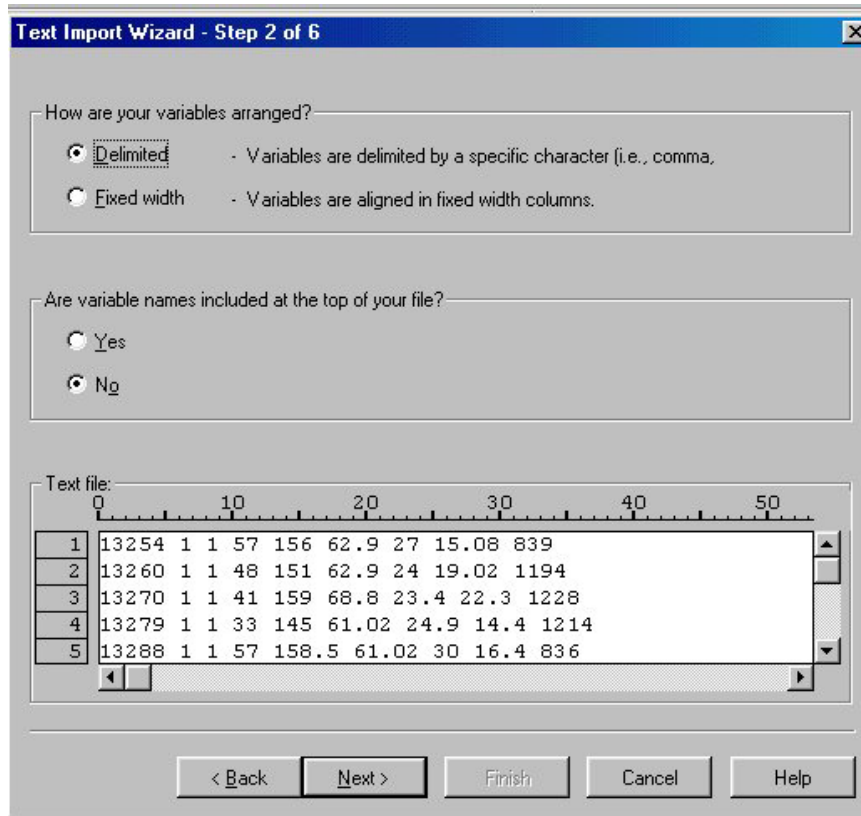 Text Import Wizard - Step 2 of 6
How are your variables arranged?
Delimited - Variables are delimited by a specific character (i.e., comma,
Fixed width - Variables are aligned in fixed width columns.
Are variable names included at the top of your file?
Yes
No
Text file:
0 10 20 30 40 50
1 13254 1 1 57 156 62.9 27 15.08 839
2 13260 1 1 48 151 62.9 24 19.02 1194
3 13270 1 1 41 159 68.8 23.4 22.3 1228
4 13279 1 1 33 145 61.02 24.9 14.4 1214
5 13288 1 1 57 158.5 61.02 30 16.4 836
< Back Next > Finish Cancel Help